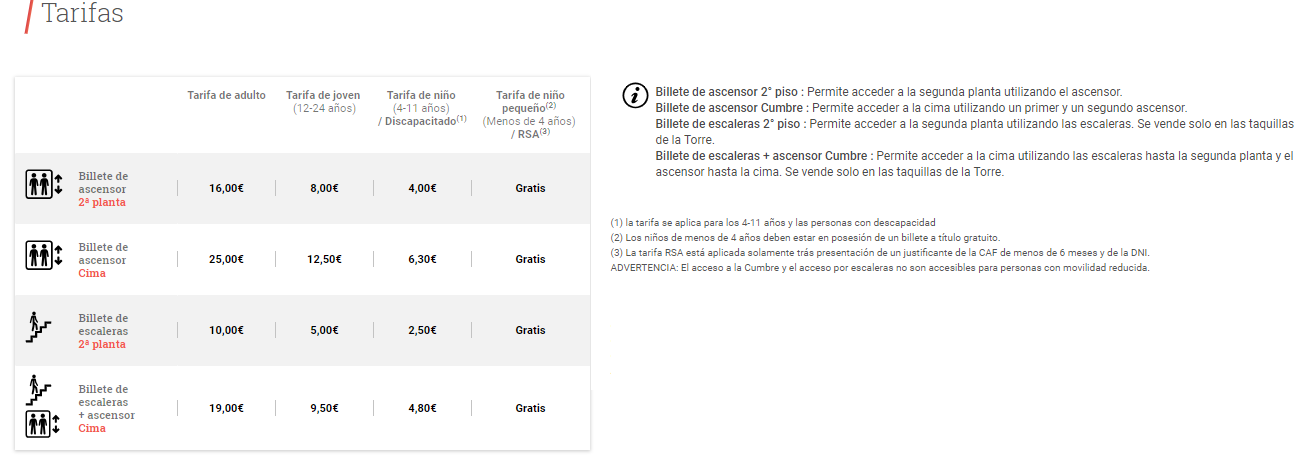 Tarifas
Tarifa de adulto
Tarifa de joven
(12-24 años)
Tarifa de niño
(4-11 años)
/ Discapacitado(1)
Tarifa de niño
pequeño(2)
(Menos de 4 años)
/ RSA(3)
Billete de
ascensor
2ª planta
16,00€ 8,00€ 4,00€ Gratis
Billete de
ascensor
Cima
25,00€ 12,50€ 6,30€ Gratis
Billete de
escaleras
2ª planta
10,00€ 5,00€ 2,50€ Gratis
Billete de
escaleras
+ ascensor
Cima
19,00€ 9,50€ 4,80€ Gratis
i
Billete de ascensor 2° piso : Permite acceder a la segunda planta utilizando el ascensor.
Billete de ascensor Cumbre : Permite acceder a la cima utilizando un primer y un segundo ascensor.
Billete de escaleras 2° piso : Permite acceder a la segunda planta utilizando las escaleras. Se vende solo en las taquillas
de la Torre.
Billete de escaleras + ascensor Cumbre : Permite acceder a la cima utilizando las escaleras hasta la segunda planta y el
ascensor hasta la cima. Se vende solo en las taquillas de la Torre.
(1) la tarifa se aplica para los 4-11 años y las personas con descapacidad
(2) Los niños de menos de 4 años deben estar en posesión de un billete a título gratuito.
(3) La tarifa RSA está aplicada solamente trás presentación de un justificante de la CAF de menos de 6 meses y de la DNI.
ADVERTENCIA: El acceso a la Cumbre y el acceso por escaleras no son accesibles para personas con movilidad reducida.